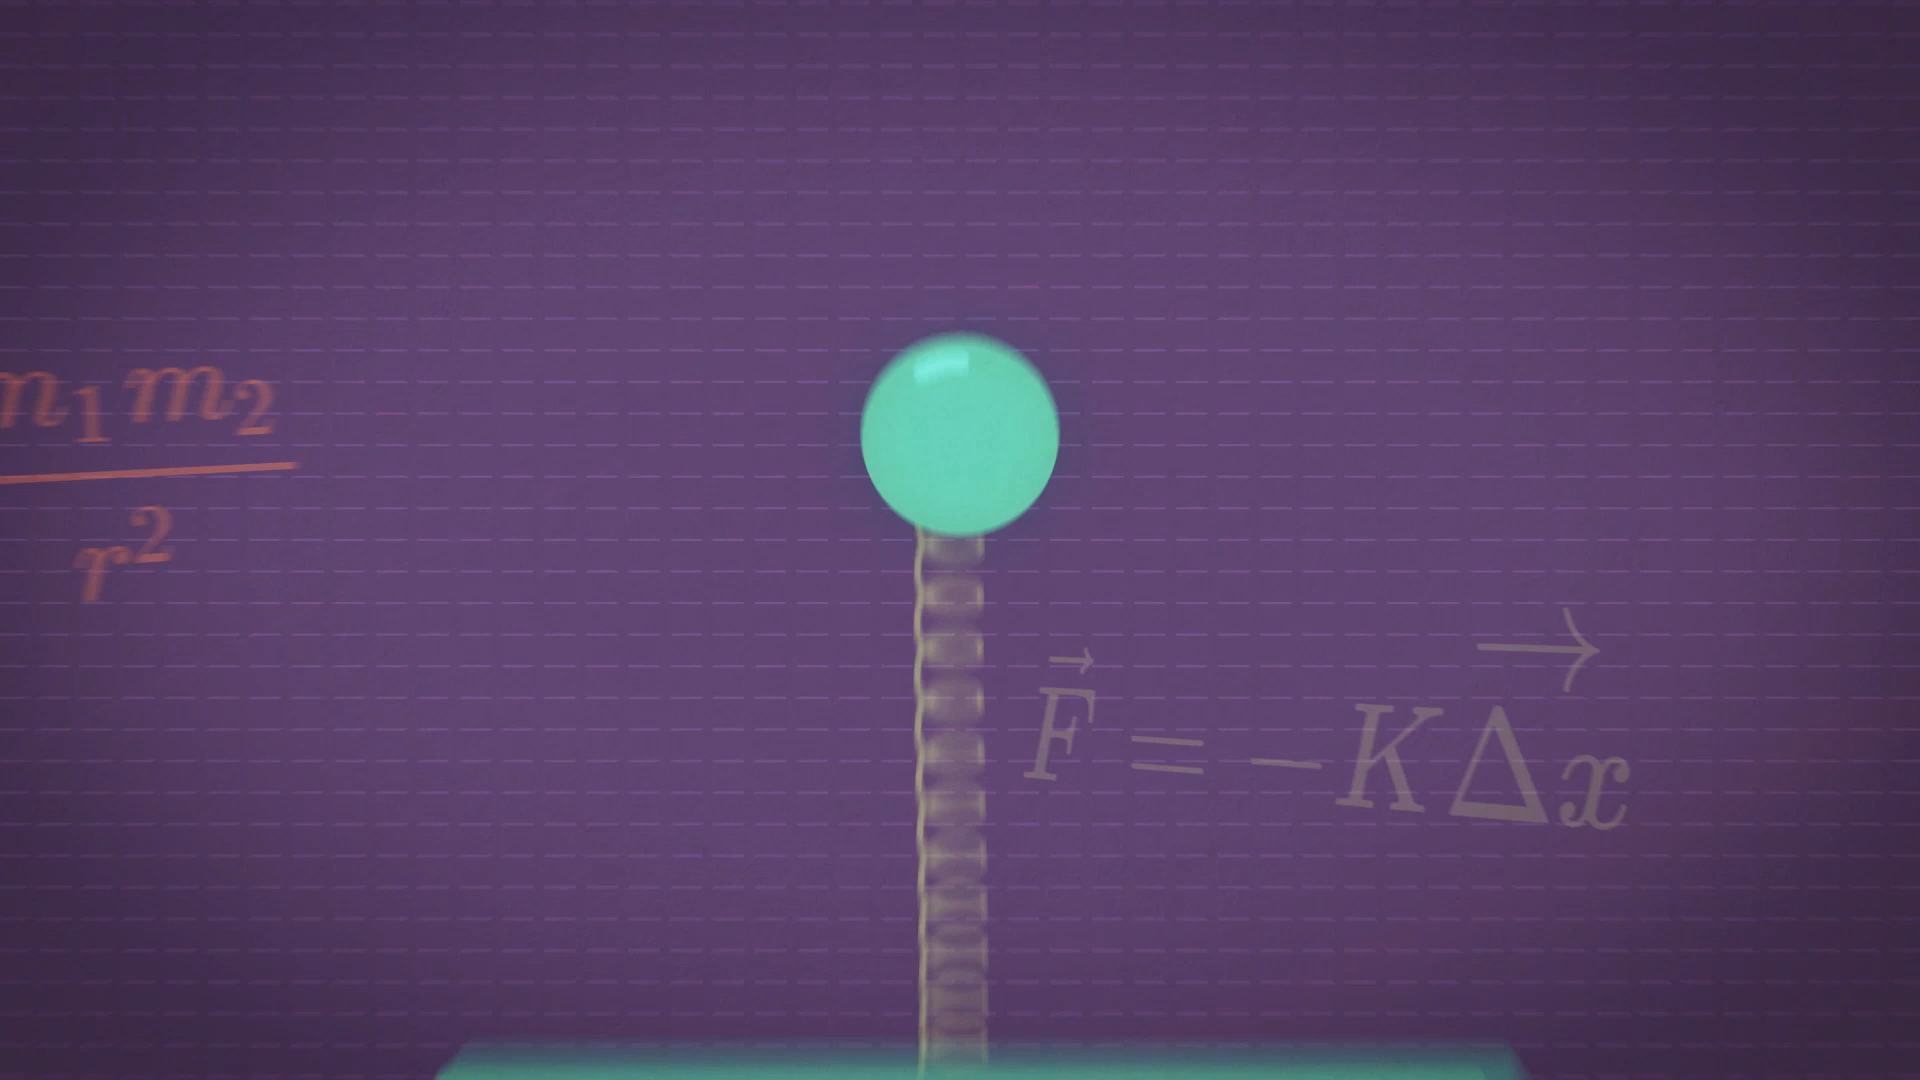 m₁m₂
r²
F⃗ = −KΔx⃗